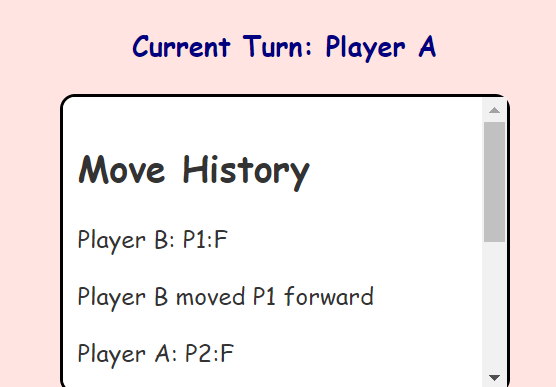 Current Turn: Player A
Move History
Player B: P1:F
Player B moved P1 forward
Player A: P2:F